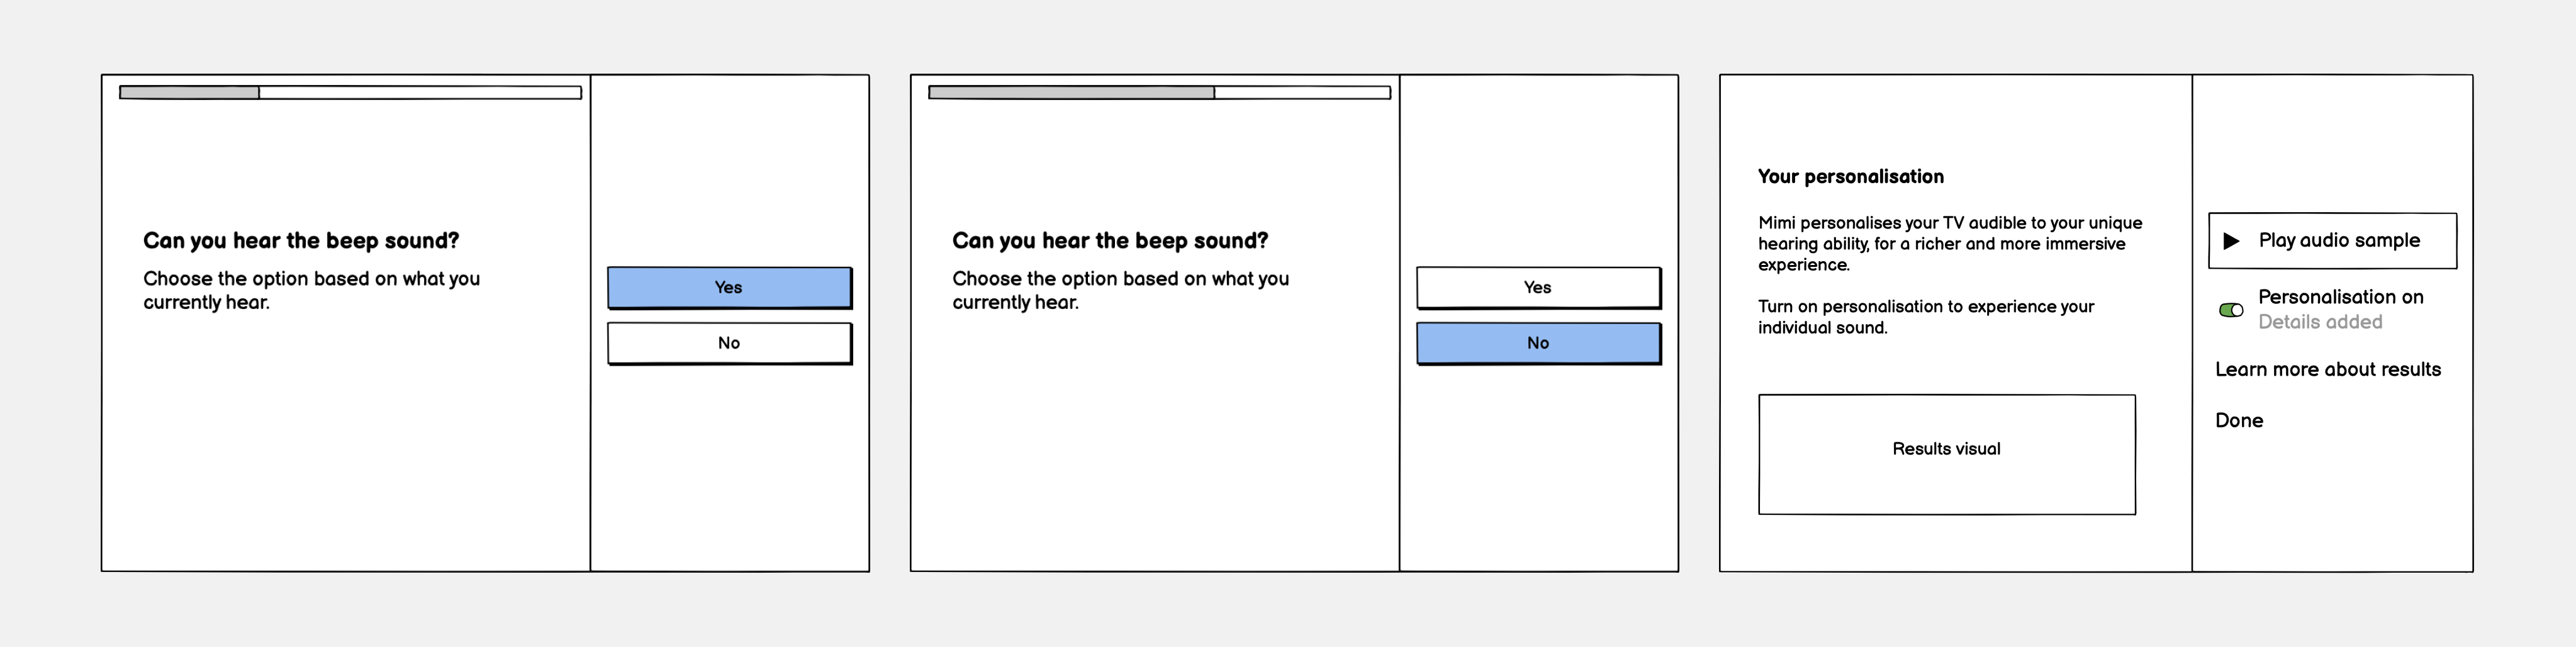 Can you hear the beep sound?
Choose the option based on what you
currently hear.
Yes
No
Can you hear the beep sound?
Choose the option based on what you
currently hear.
Yes
No
Your personalisation
Mimi personalises your TV audible to your unique
hearing ability, for a richer and more immersive
experience.
Turn on personalisation to experience your
individual sound.
Results visual
Play audio sample
Personalisation on
Details added
Learn more about results
Done